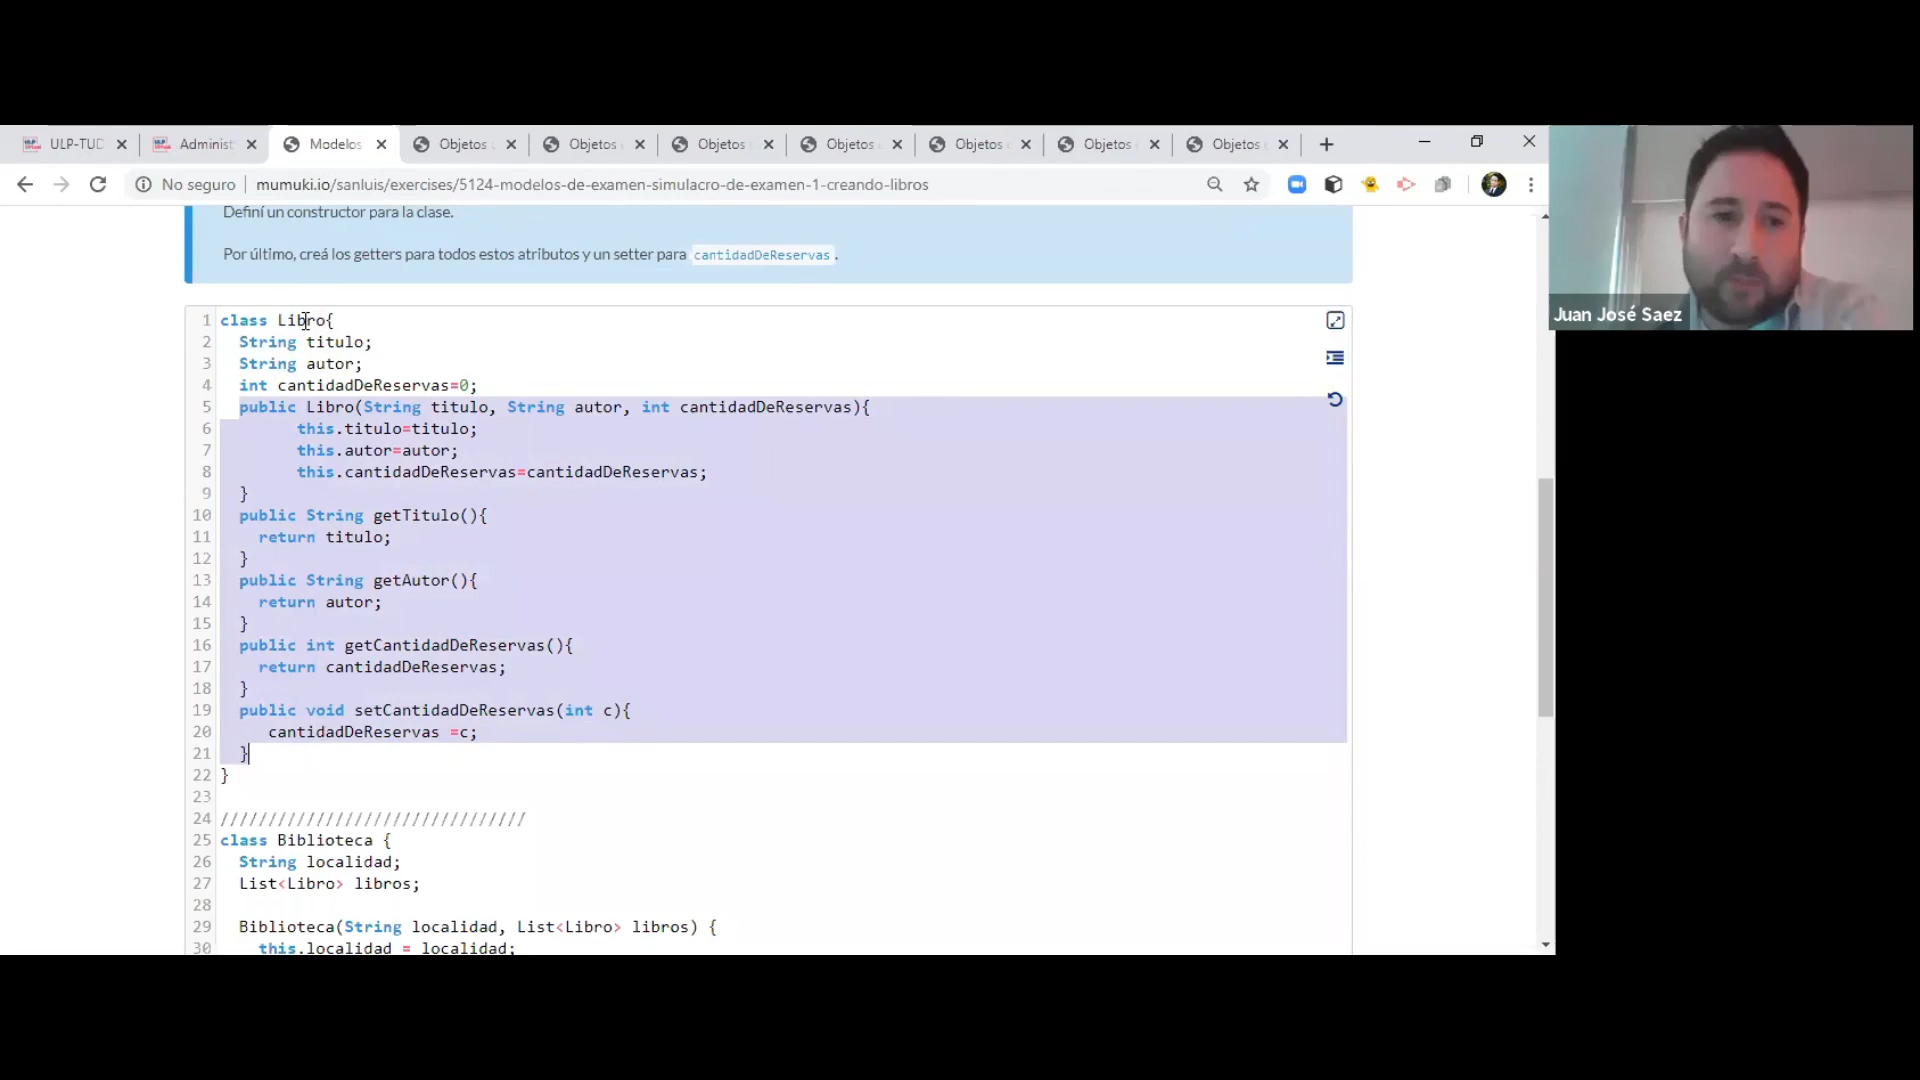 ULP-TUD
Administ
Modelos
Objetos
Objetos
Objetos
Objetos
Objetos
Objetos
Objetos
No seguro
mumuki.io/sanluis/exercises/5124-modelos-de-examen-simulacro-de-examen-1-creando-libros
Juan José Saez
Definí un constructor para la clase.
Por último, creá los getters para todos estos atributos y un setter para cantidadDeReservas.
1 class Libro{
2 String titulo;
3 String autor;
4 int cantidadDeReservas=0;
5 public Libro(String titulo, String autor, int cantidadDeReservas){
6 this.titulo=titulo;
7 this.autor=autor;
8 this.cantidadDeReservas=cantidadDeReservas;
9 }
10 public String getTitulo(){
11 return titulo;
12 }
13 public String getAutor(){
14 return autor;
15 }
16 public int getCantidadDeReservas(){
17 return cantidadDeReservas;
18 }
19 public void setCantidadDeReservas(int c){
20 cantidadDeReservas =c;
21 }
22 }
23
24 ////////////////////////////////
25 class Biblioteca {
26 String localidad;
27 List<Libro> libros;
28
29 Biblioteca(String localidad, List<Libro> libros) {
30 this.localidad = localidad;